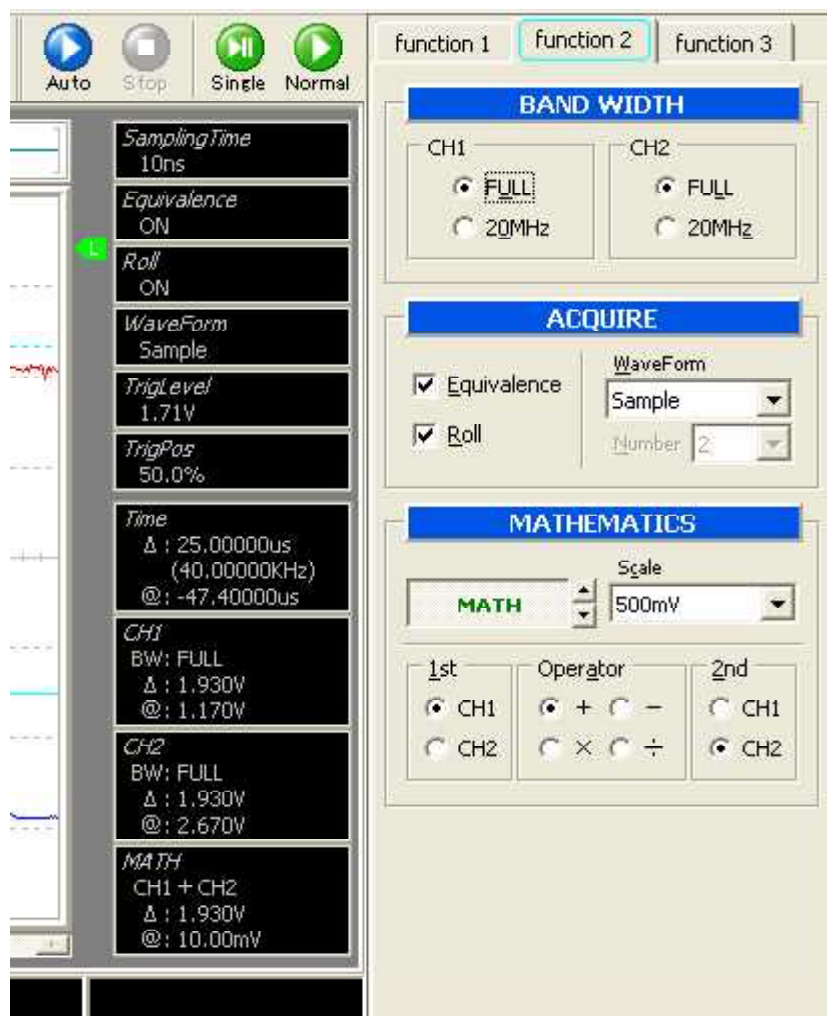 Auto
Stop
Single
Normal
SamplingTime
10ns
Equivalence
ON
Roll
ON
WaveForm
Sample
TrigLevel
1.71V
TrigPos
50.0%
Time
Δ : 25.00000us
(40.00000KHz)
@: -47.40000us
CH1
BW: FULL
Δ : 1.930V
@: 1.170V
CH2
BW: FULL
Δ : 1.930V
@: 2.670V
MATH
CH1 + CH2
Δ : 1.930V
@: 10.00mV
L
function 1
function 2
function 3
BAND WIDTH
CH1
FULL
20MHz
CH2
FULL
20MHz
ACQUIRE
Equivalence
Roll
WaveForm
Sample
Number 2
MATHEMATICS
MATH
Scale
500mV
1st
CH1
CH2
Operator
+ −
× ÷
2nd
CH1
CH2